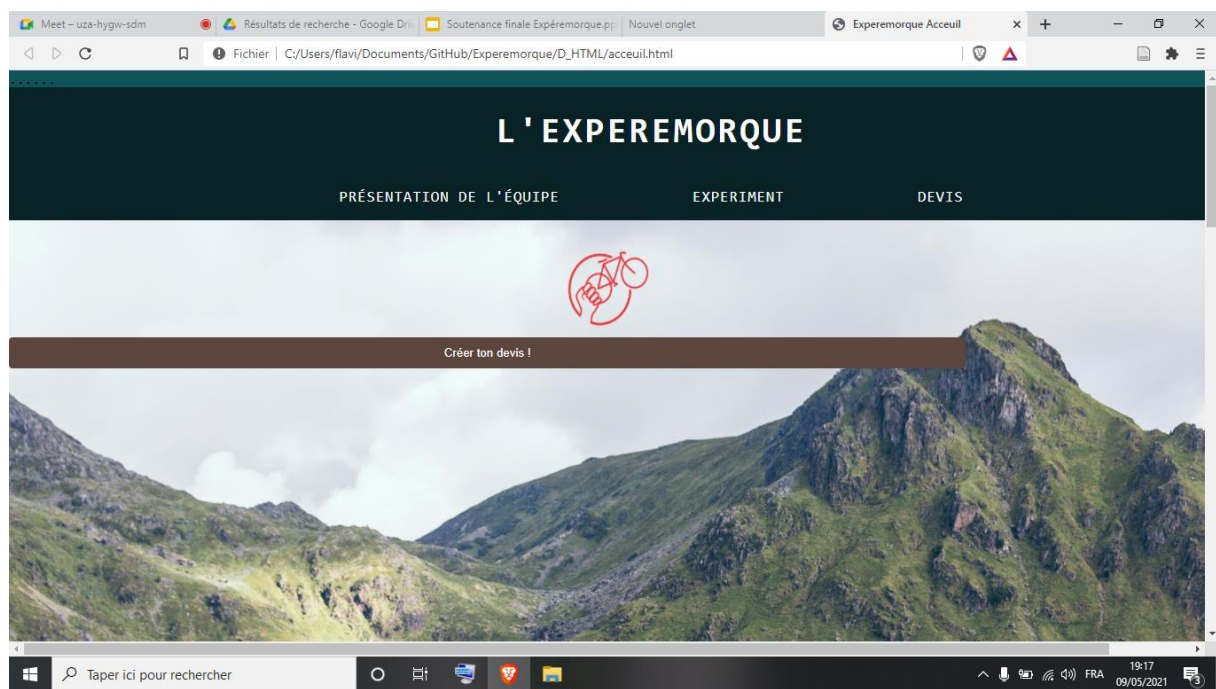 Meet – uza-hygw-sdm
Résultats de recherche - Google Dri
Soutenance finale Expéremorque.pp
Nouvel onglet
Experemorque Acceuil
Fichier | C:/Users/flavi/Documents/GitHub/Experemorque/D_HTML/acceuil.html
......
L'EXPEREMORQUE
PRÉSENTATION DE L'ÉQUIPE
EXPERIMENT
DEVIS
Créer ton devis !
Taper ici pour rechercher
FRA
19:17
09/05/2021
3